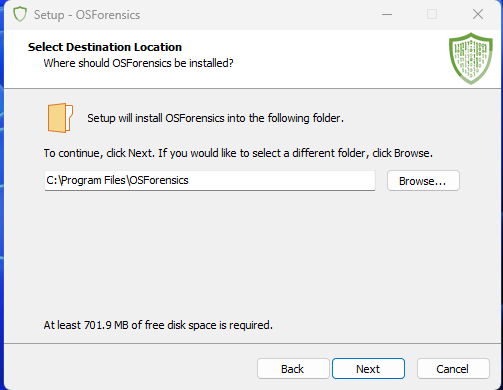 Setup - OSForensics
Select Destination Location
Where should OSForensics be installed?
Setup will install OSForensics into the following folder.
To continue, click Next. If you would like to select a different folder, click Browse.
C:\Program Files\OSForensics
Browse...
At least 701.9 MB of free disk space is required.
Back
Next
Cancel